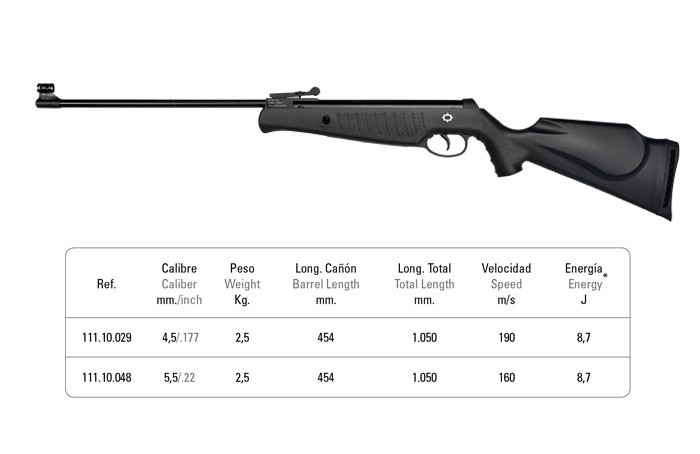 Ref. Calibre Peso Long. Cañón Long. Total Velocidad Energía*
Caliber Weight Barrel Length Total Length Speed Energy
mm./inch Kg. mm. mm. m/s J
111.10.029 4,5/.177 2,5 454 1.050 190 8,7
111.10.048 5,5/.22 2,5 454 1.050 160 8,7